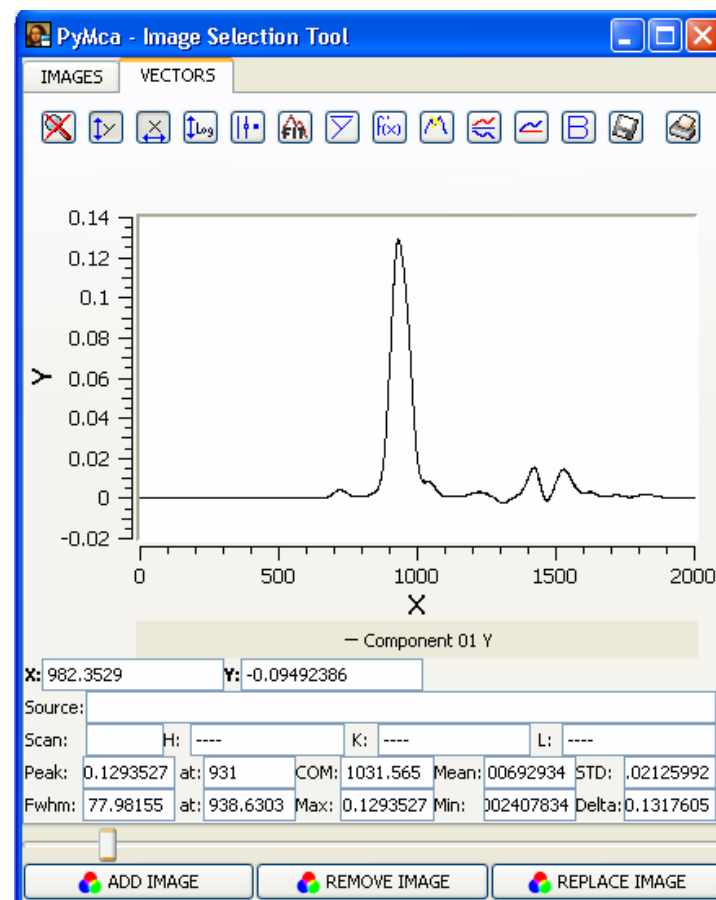 PyMca - Image Selection Tool
IMAGES VECTORS
Log Fit f(x) B
0.14
0.12
0.1
0.08
0.06
0.04
0.02
0
-0.02
Y
0 500 1000 1500 2000
X
Component 01 Y
X: 982.3529 Y: -0.09492386
Source:
Scan: H: ---- K: ---- L: ----
Peak: 0.1293527 at: 931 COM: 1031.565 Mean: 00692934 STD: .02125992
Fwhm: 77.98155 at: 938.6303 Max: 0.1293527 Min: 002407834 Delta: 0.1317605
ADD IMAGE REMOVE IMAGE REPLACE IMAGE